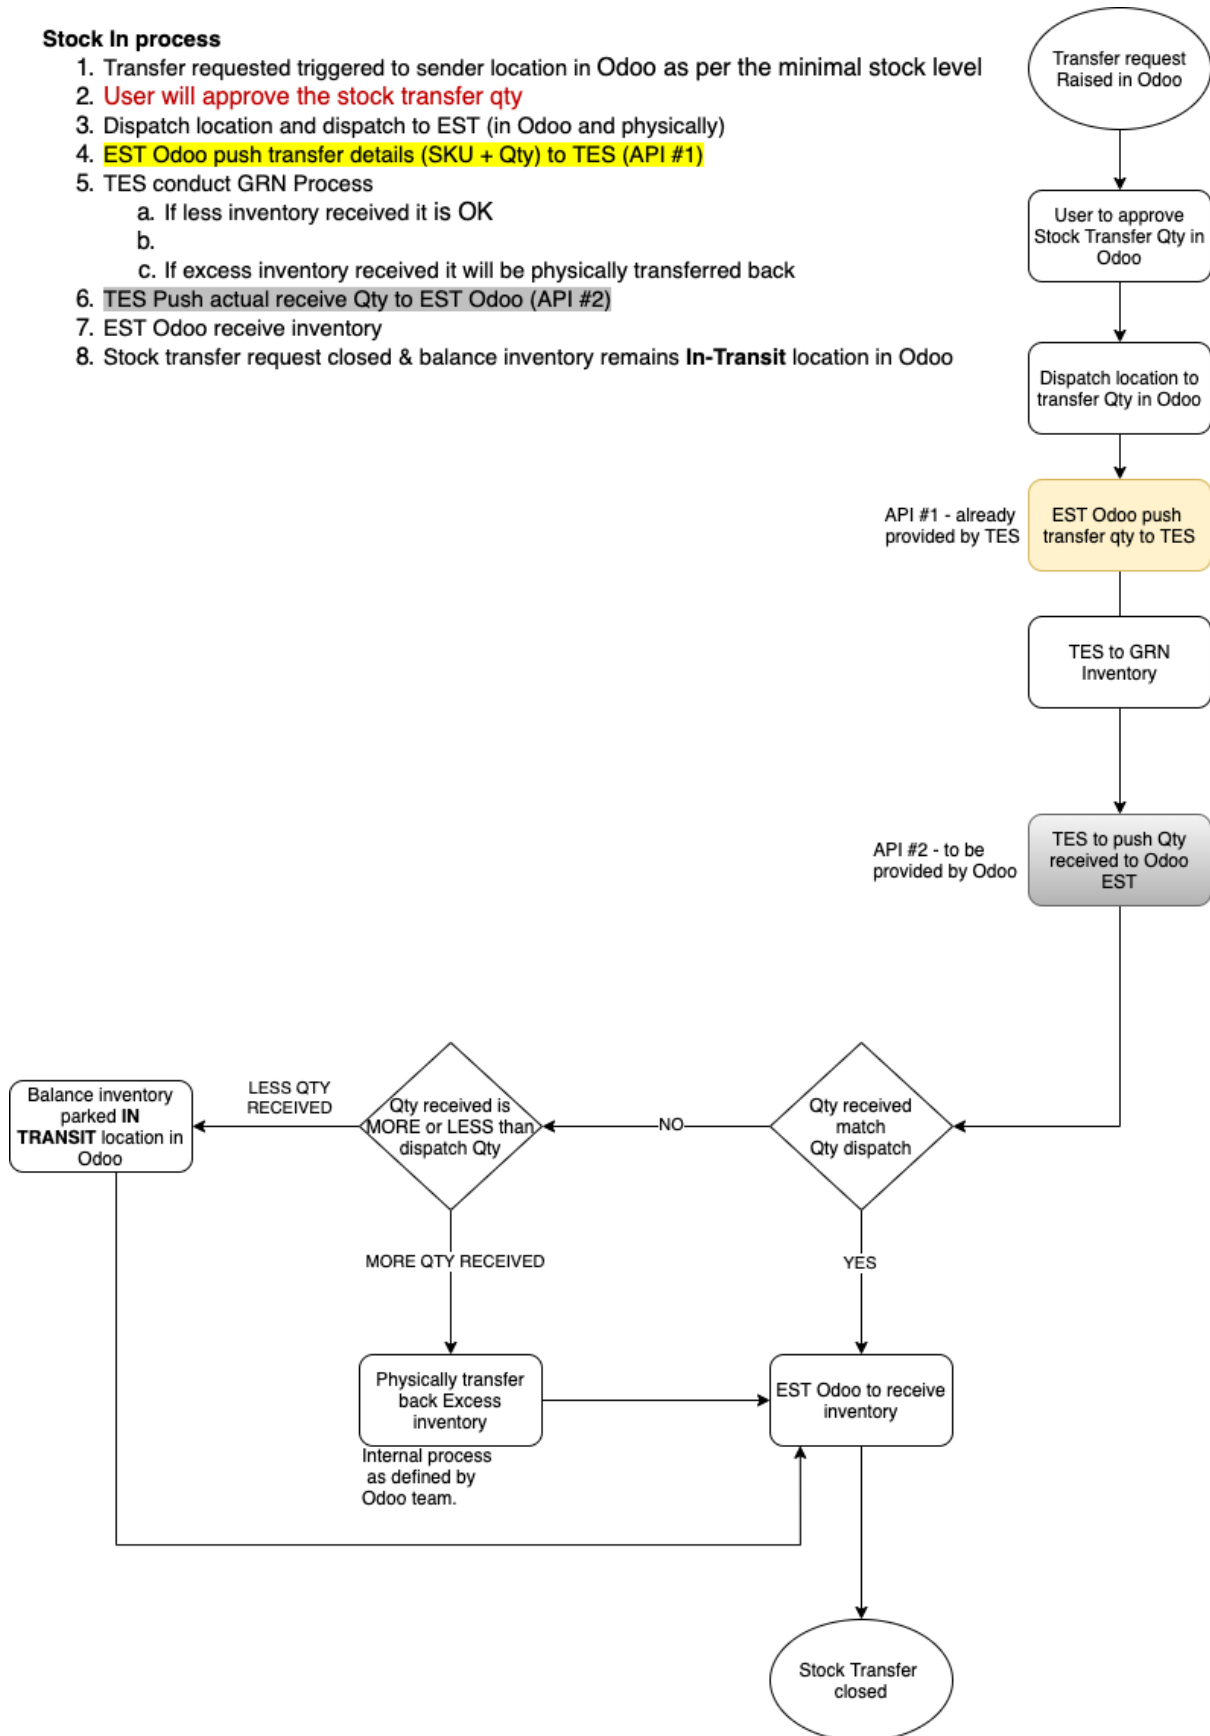 Stock In process
1. Transfer requested triggered to sender location in Odoo as per the minimal stock level
2. User will approve the stock transfer qty
3. Dispatch location and dispatch to EST (in Odoo and physically)
4. EST Odoo push transfer details (SKU + Qty) to TES (API #1)
5. TES conduct GRN Process
a. If less inventory received it is OK
b.
c. If excess inventory received it will be physically transferred back
6. TES Push actual receive Qty to EST Odoo (API #2)
7. EST Odoo receive inventory
8. Stock transfer request closed & balance inventory remains In-Transit location in Odoo
Transfer request
Raised in Odoo
User to approve
Stock Transfer Qty in
Odoo
Dispatch location to
transfer Qty in Odoo
API #1 - already
provided by TES
EST Odoo push
transfer qty to TES
TES to GRN
Inventory
API #2 - to be
provided by Odoo
TES to push Qty
received to Odoo
EST
Qty received
match
Qty dispatch
NO
Qty received is
MORE or LESS than
dispatch Qty
LESS QTY
RECEIVED
Balance inventory
parked IN
TRANSIT location in
Odoo
MORE QTY RECEIVED
YES
Physically transfer
back Excess
inventory
Internal process
as defined by
Odoo team.
EST Odoo to receive
inventory
Stock Transfer
closed